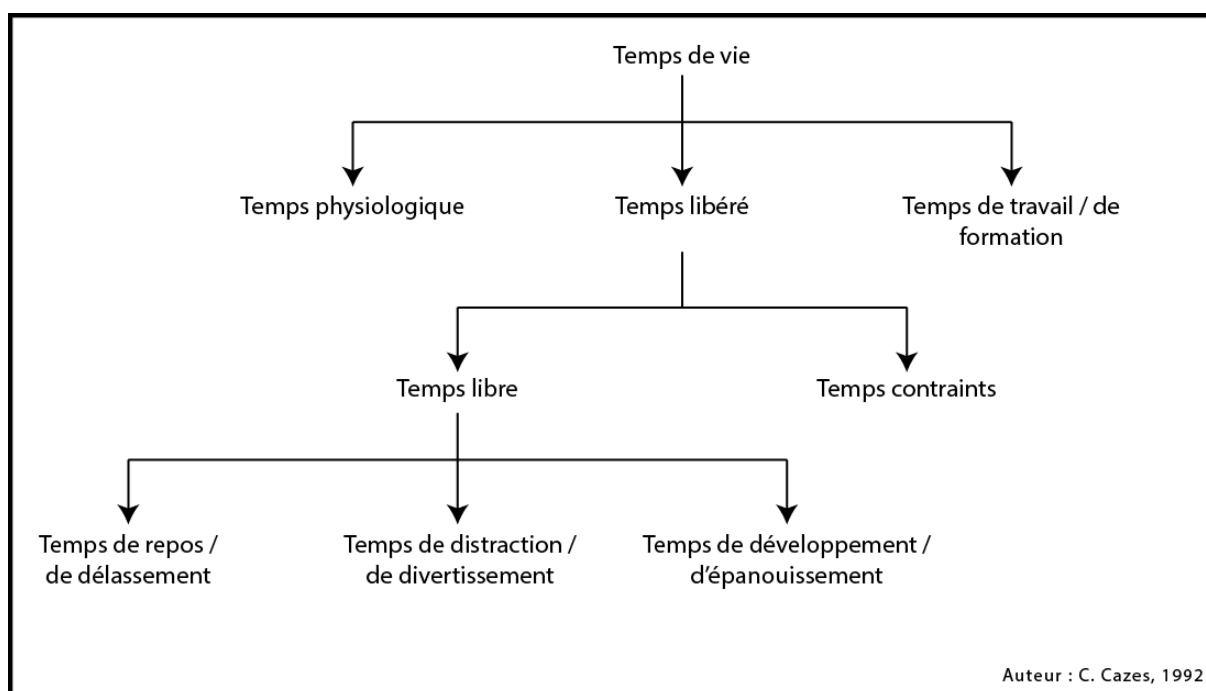 Temps de vie
Temps physiologique
Temps libéré
Temps de travail / de
formation
Temps libre
Temps contraints
Temps de repos /
de délassement
Temps de distraction /
de divertissement
Temps de développement /
d'épanouissement
Auteur : C. Cazes, 1992